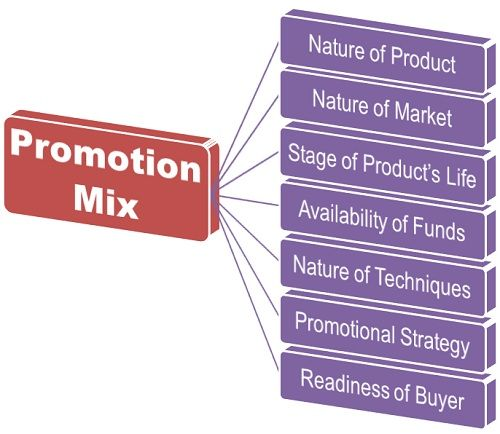 Promotion
Mix
Nature of Product
Nature of Market
Stage of Product's Life
Availability of Funds
Nature of Techniques
Promotional Strategy
Readiness of Buyer